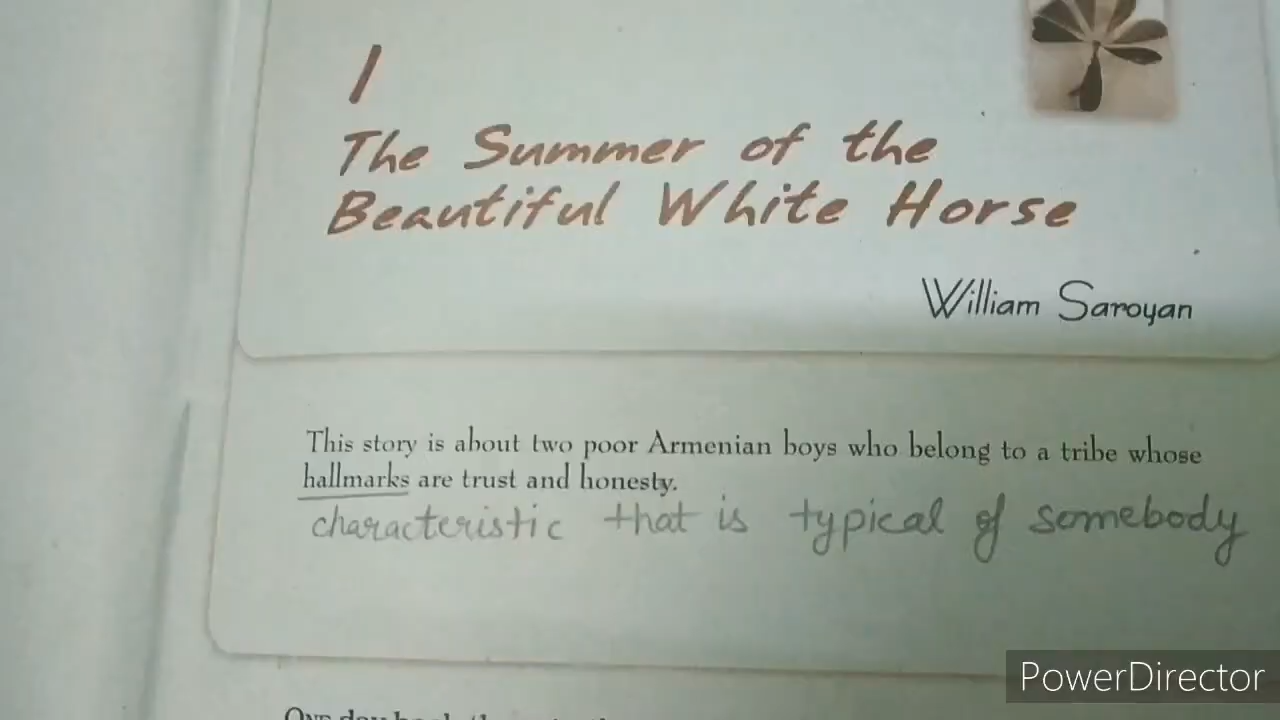 1
The Summer of the
Beautiful White Horse
William Saroyan
This story is about two poor Armenian boys who belong to a tribe whose
hallmarks are trust and honesty.
characteristic that is typical of somebody
PowerDirector